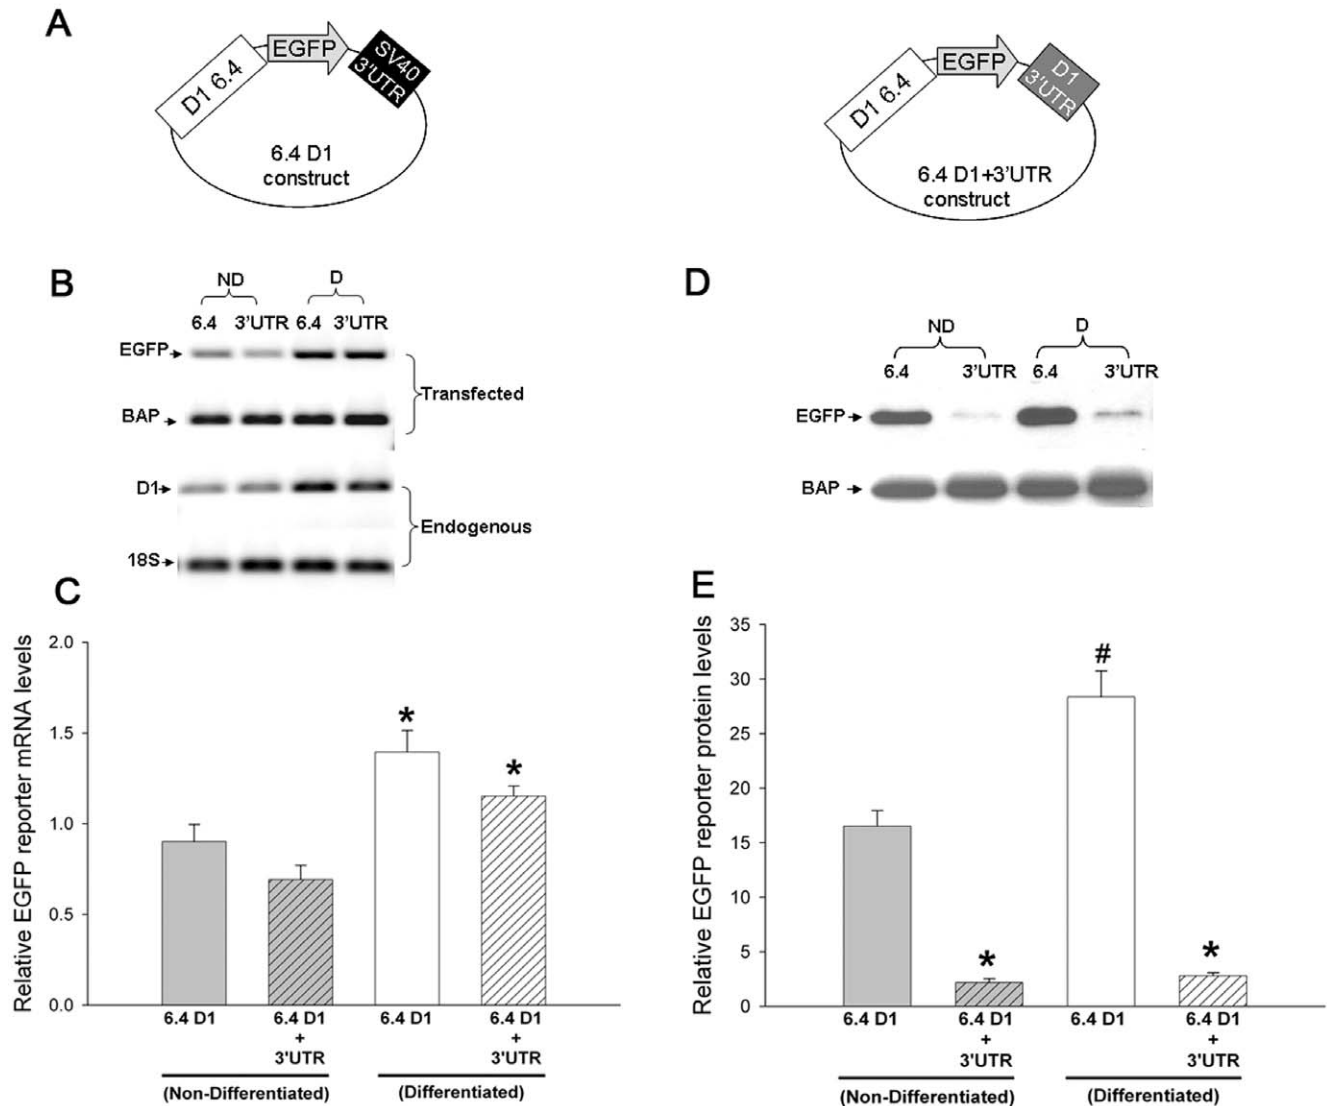 A
D1 6.4
EGFP
SV40
3'UTR
6.4 D1
construct
D1 6.4
EGFP
D1
3'UTR
6.4 D1+3'UTR
construct
B
ND D
6.4 3'UTR 6.4 3'UTR
EGFP
Transfected
BAP
D1
Endogenous
18S
D
ND D
6.4 3'UTR 6.4 3'UTR
EGFP
BAP
C
Relative EGFP reporter mRNA levels
2.0
1.5
1.0
0.5
0.0
*
*
6.4 D1 6.4 D1 6.4 D1 6.4 D1
+ +
3'UTR 3'UTR
(Non-Differentiated) (Differentiated)
E
Relative EGFP reporter protein levels
35
30
25
20
15
10
5
0
#
* *
6.4 D1 6.4 D1 6.4 D1 6.4 D1
+ +
3'UTR 3'UTR
(Non-Differentiated) (Differentiated)